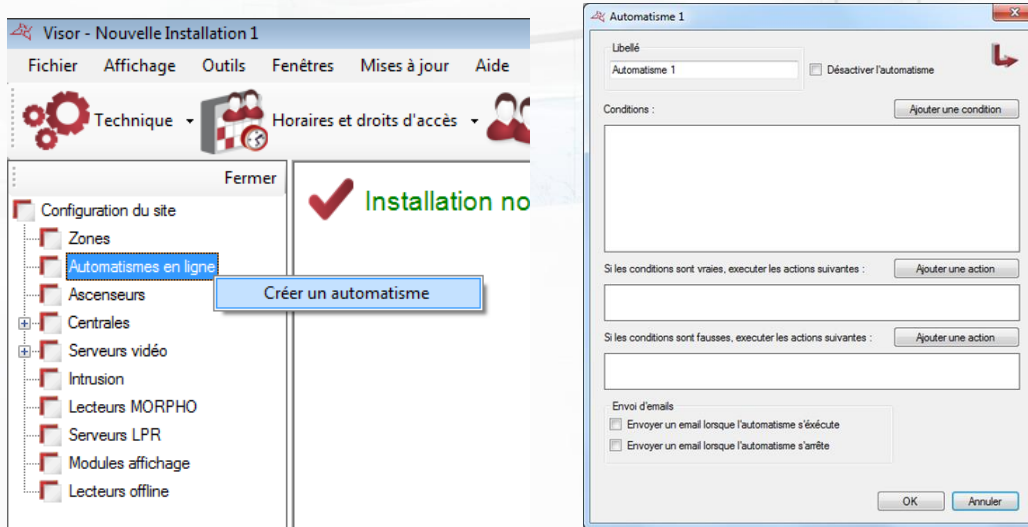 Visor - Nouvelle Installation 1
Fichier Affichage Outils Fenêtres Mises à jour Aide
Technique Horaires et droits d'accès
Fermer
Installation no
Configuration du site
Zones
Automatismes en ligne
Créer un automatisme
Ascenseurs
Centrales
Serveurs vidéo
Intrusion
Lecteurs MORPHO
Serveurs LPR
Modules affichage
Lecteurs offline
Automatisme 1
Libellé
Automatisme 1
Désactiver l'automatisme
Conditions :
Ajouter une condition
Si les conditions sont vraies, executer les actions suivantes :
Ajouter une action
Si les conditions sont fausses, executer les actions suivantes :
Ajouter une action
Envoi d'emails
Envoyer un email lorsque l'automatisme s'éxécute
Envoyer un email lorsque l'automatisme s'arrête
OK Annuler